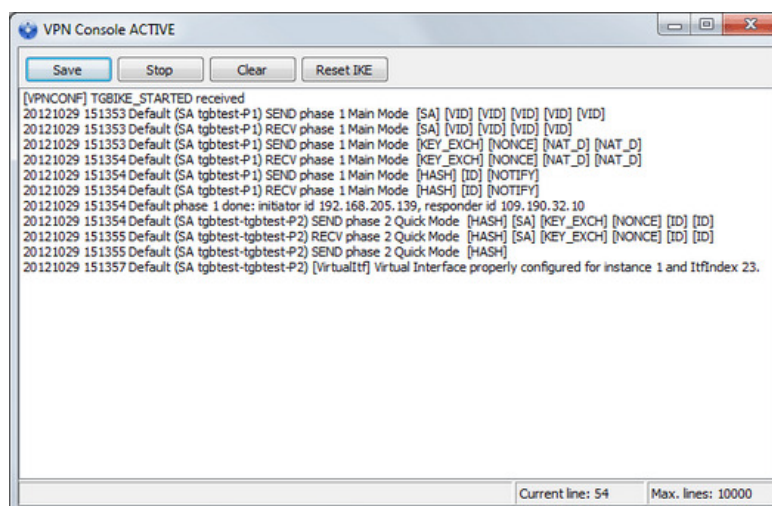 VPN Console ACTIVE
Save Stop Clear Reset IKE
[VPNCONF] TGBIKE_STARTED received
20121029 151353 Default (SA tgbtest-P1) SEND phase 1 Main Mode [SA] [VID] [VID] [VID] [VID] [VID]
20121029 151353 Default (SA tgbtest-P1) RECV phase 1 Main Mode [SA] [VID] [VID] [VID] [VID]
20121029 151353 Default (SA tgbtest-P1) SEND phase 1 Main Mode [KEY_EXCH] [NONCE] [NAT_D] [NAT_D]
20121029 151354 Default (SA tgbtest-P1) RECV phase 1 Main Mode [KEY_EXCH] [NONCE] [NAT_D] [NAT_D]
20121029 151354 Default (SA tgbtest-P1) SEND phase 1 Main Mode [HASH] [ID] [NOTIFY]
20121029 151354 Default (SA tgbtest-P1) RECV phase 1 Main Mode [HASH] [ID] [NOTIFY]
20121029 151354 Default phase 1 done: initiator id 192.168.205.139, responder id 109.190.32.10
20121029 151354 Default (SA tgbtest-tgbtest-P2) SEND phase 2 Quick Mode [HASH] [SA] [KEY_EXCH] [NONCE] [ID] [ID]
20121029 151355 Default (SA tgbtest-tgbtest-P2) RECV phase 2 Quick Mode [HASH] [SA] [KEY_EXCH] [NONCE] [ID] [ID]
20121029 151355 Default (SA tgbtest-tgbtest-P2) SEND phase 2 Quick Mode [HASH]
20121029 151357 Default (SA tgbtest-tgbtest-P2) [VirtualItf] Virtual Interface properly configured for instance 1 and ItfIndex 23.
Current line: 54 Max. lines: 10000